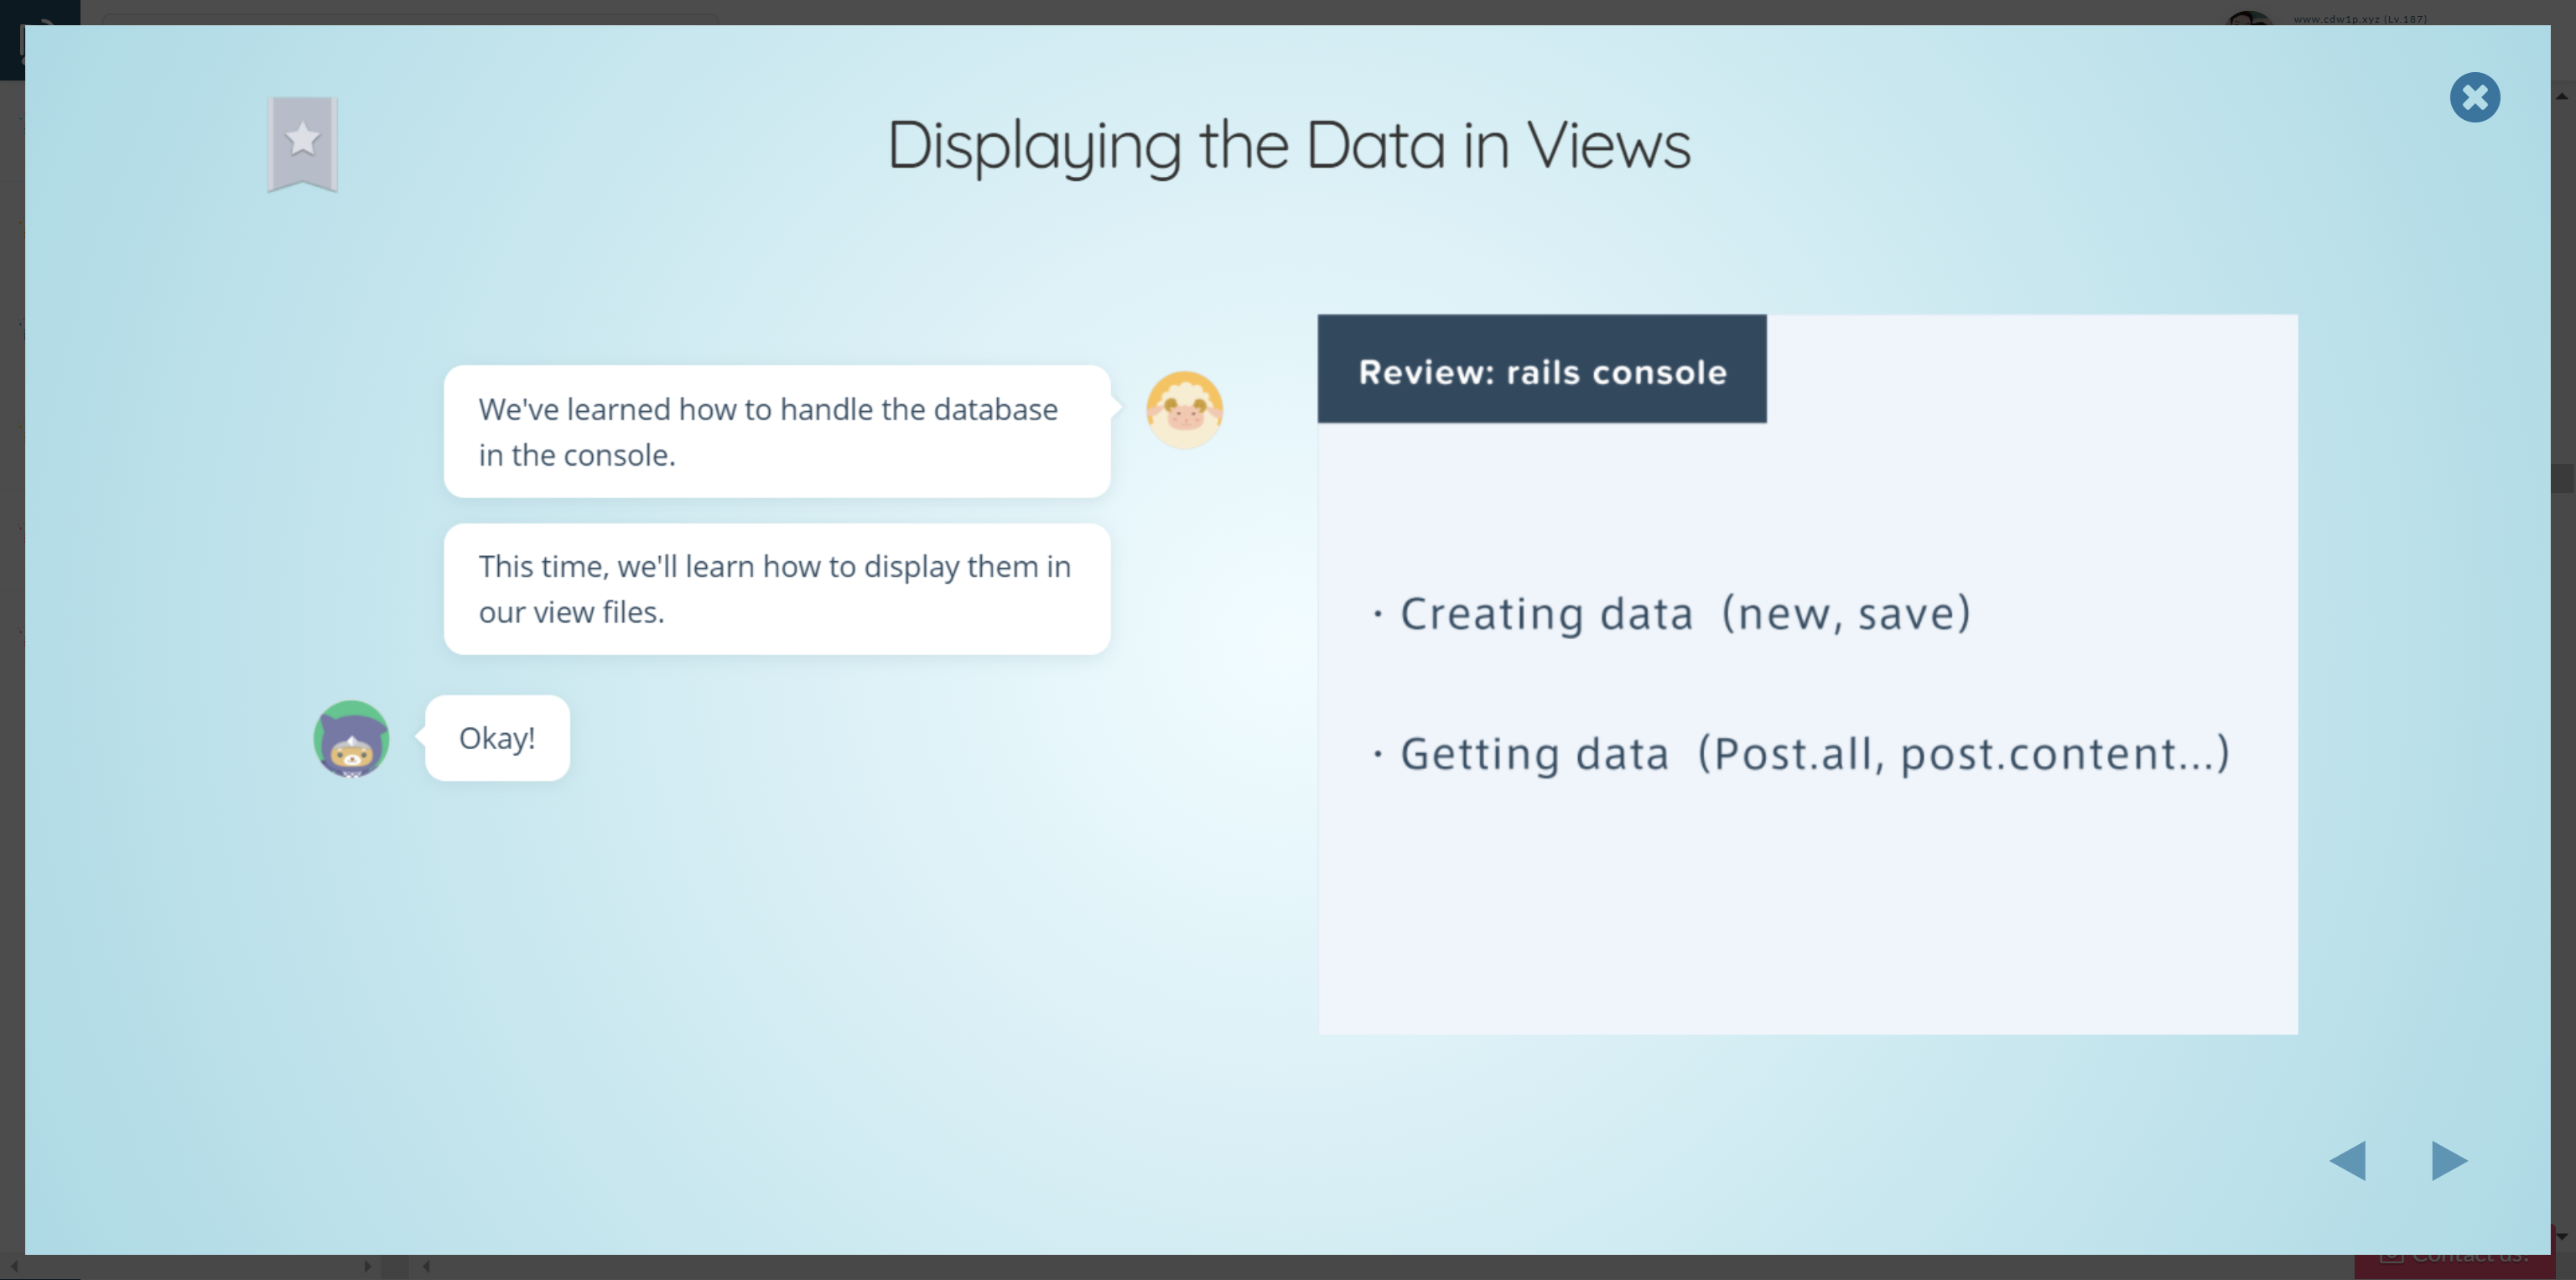 www.cdw1p.xyz (Lv.187)
Displaying the Data in Views
We've learned how to handle the database
in the console.
This time, we'll learn how to display them in
our view files.
Okay!
Review: rails console
· Creating data (new, save)
· Getting data (Post.all, post.content...)
Contact us!